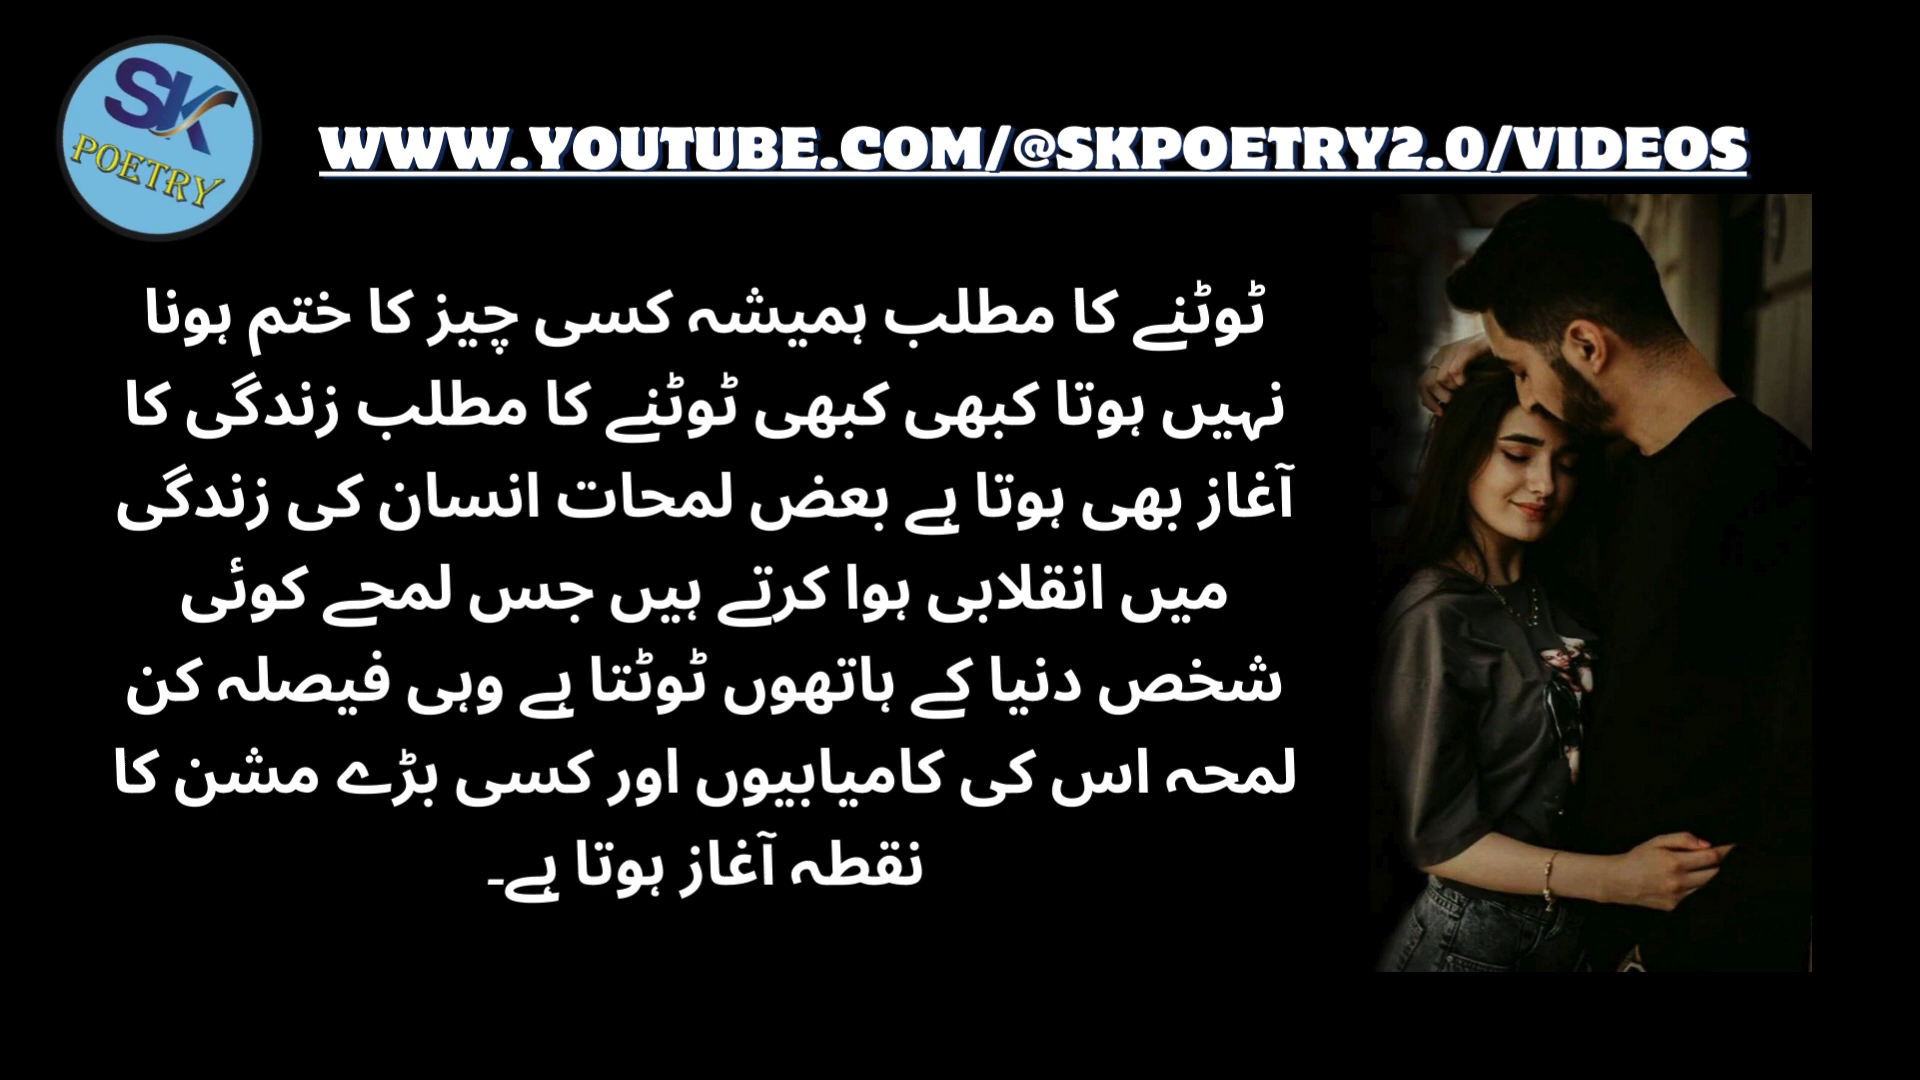 SK
POETRY
WWW.YOUTUBE.COM/@SKPOETRY2.0/VIDEOS
ٹوٹنے کا مطلب ہمیشہ کسی چیز کا ختم ہونا
نہیں ہوتا کبھی کبھی ٹوٹنے کا مطلب زندگی کا
آغاز بھی ہوتا ہے بعض لمحات انسان کی زندگی
میں انقلابی ہوا کرتے ہیں جس لمحے کوئی
شخص دنیا کے ہاتھوں ٹوٹتا ہے وہی فیصلہ کن
لمحہ اس کی کامیابیوں اور کسی بڑے مشن کا
نقطہ آغاز ہوتا ہے۔